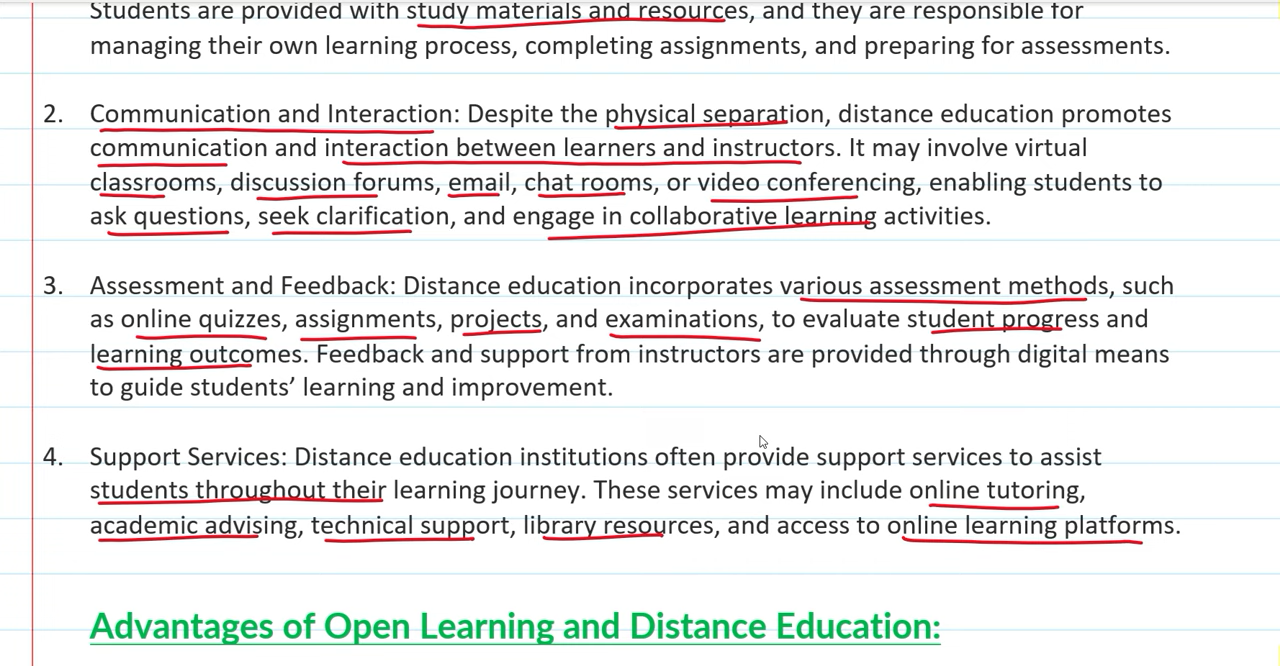 Students are provided with study materials and resources, and they are responsible for
managing their own learning process, completing assignments, and preparing for assessments.
2. Communication and Interaction: Despite the physical separation, distance education promotes
communication and interaction between learners and instructors. It may involve virtual
classrooms, discussion forums, email, chat rooms, or video conferencing, enabling students to
ask questions, seek clarification, and engage in collaborative learning activities.
3. Assessment and Feedback: Distance education incorporates various assessment methods, such
as online quizzes, assignments, projects, and examinations, to evaluate student progress and
learning outcomes. Feedback and support from instructors are provided through digital means
to guide students’ learning and improvement.
4. Support Services: Distance education institutions often provide support services to assist
students throughout their learning journey. These services may include online tutoring,
academic advising, technical support, library resources, and access to online learning platforms.
Advantages of Open Learning and Distance Education: